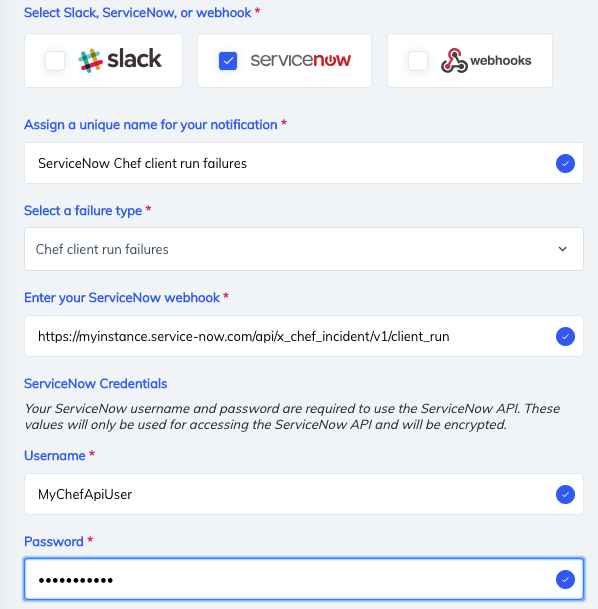 Select Slack, ServiceNow, or webhook *
slack servicenow webhooks
Assign a unique name for your notification *
ServiceNow Chef client run failures
Select a failure type *
Chef client run failures
Enter your ServiceNow webhook *
https://myinstance.service-now.com/api/x_chef_incident/v1/client_run
ServiceNow Credentials
Your ServiceNow username and password are required to use the ServiceNow API. These
values will only be used for accessing the ServiceNow API and will be encrypted.
Username *
MyChefApiUser
Password *
•••••••••••